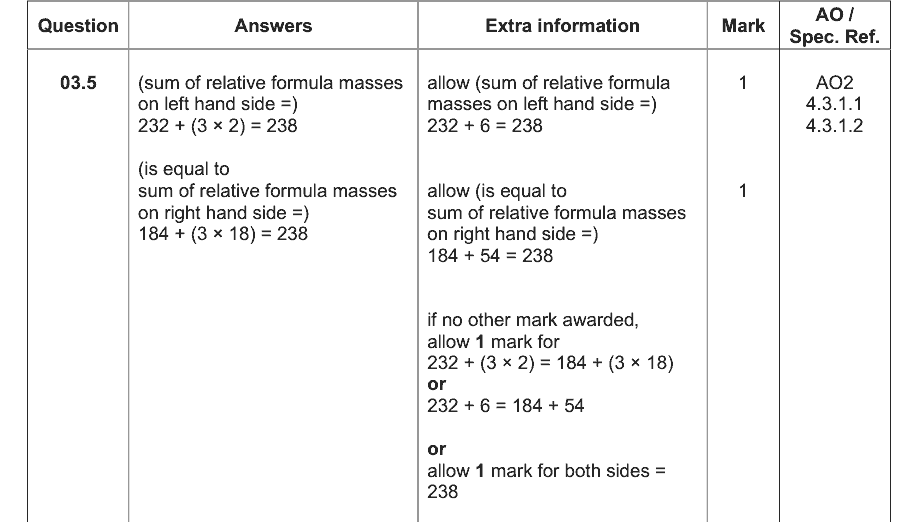 Question Answers Extra information Mark AO /
Spec. Ref.
03.5 (sum of relative formula masses allow (sum of relative formula 1 AO2
on left hand side =) masses on left hand side =) 4.3.1.1
232 + (3 × 2) = 238 232 + 6 = 238 4.3.1.2
(is equal to
sum of relative formula masses allow (is equal to 1
on right hand side =) sum of relative formula masses
184 + (3 × 18) = 238 on right hand side =)
184 + 54 = 238
if no other mark awarded,
allow 1 mark for
232 + (3 × 2) = 184 + (3 × 18)
or
232 + 6 = 184 + 54
or
allow 1 mark for both sides =
238